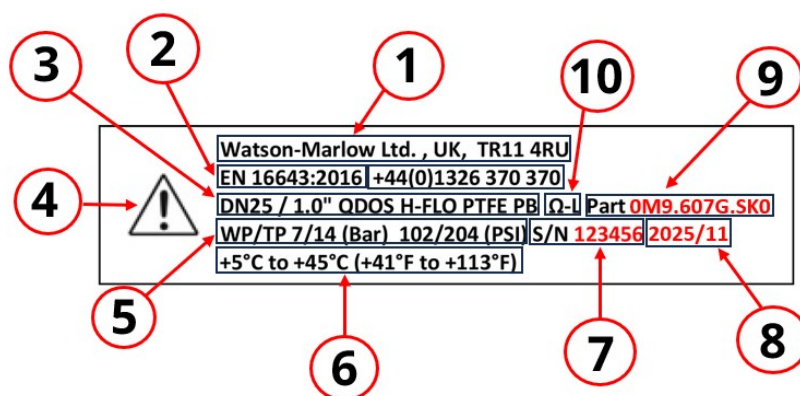 1
2
3
10
9
Watson-Marlow Ltd. , UK, TR11 4RU
EN 16643:2016 +44(0)1326 370 370
4
DN25 / 1.0" QDOS H-FLO PTFE PB Ω-L Part 0M9.607G.SK0
WP/TP 7/14 (Bar) 102/204 (PSI) S/N 123456 2025/11
+5°C to +45°C (+41°F to +113°F)
5
6
7
8